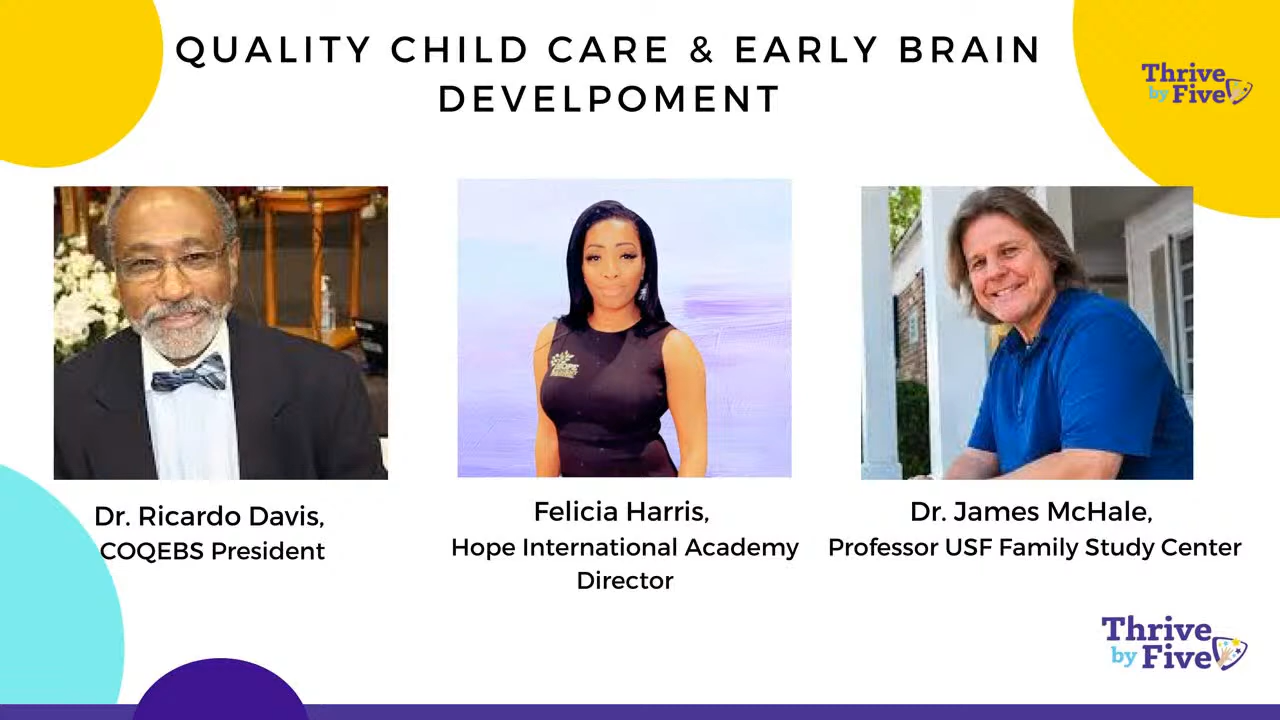 QUALITY CHILD CARE & EARLY BRAIN
DEVELPOMENT
Thrive
by Five
HOPE
Dr. Ricardo Davis,
COQEBS President
Felicia Harris,
Hope International Academy
Director
Dr. James McHale,
Professor USF Family Study Center
Thrive
by Five